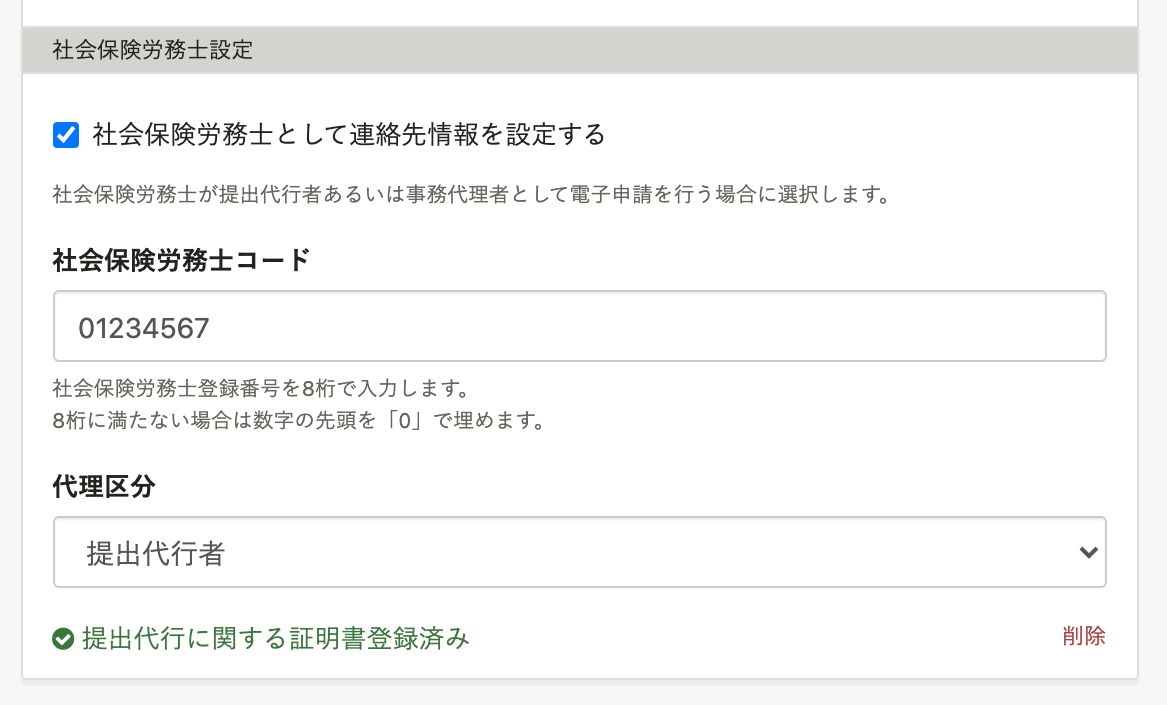 社会保険労務士設定
社会保険労務士として連絡先情報を設定する
社会保険労務士が提出代行者あるいは事務代理者として電子申請を行う場合に選択します。
社会保険労務士コード
01234567
社会保険労務士登録番号を8桁で入力します。
8桁に満たない場合は数字の先頭を「0」で埋めます。
代理区分
提出代行者
提出代行に関する証明書登録済み 削除